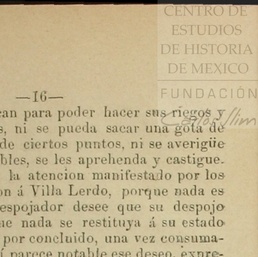 CENTRO DE
ESTUDIOS
DE HISTORIA
DE MEXICO
FUNDACIÓN
Carlos Slim
—16—
can para poder hacer sus riegos y
s, ni se pueda sacar una gota de
de ciertos puntos, ni se averigüe
bles, se les aprehenda y castigue.
la atencion manifestado por los
on á Villa Lerdo, porque nada es
espojador desee que su despojo
que nada se restituya á su estado
por concluido, una vez consuma-
í parece notable ese deseo, expre-